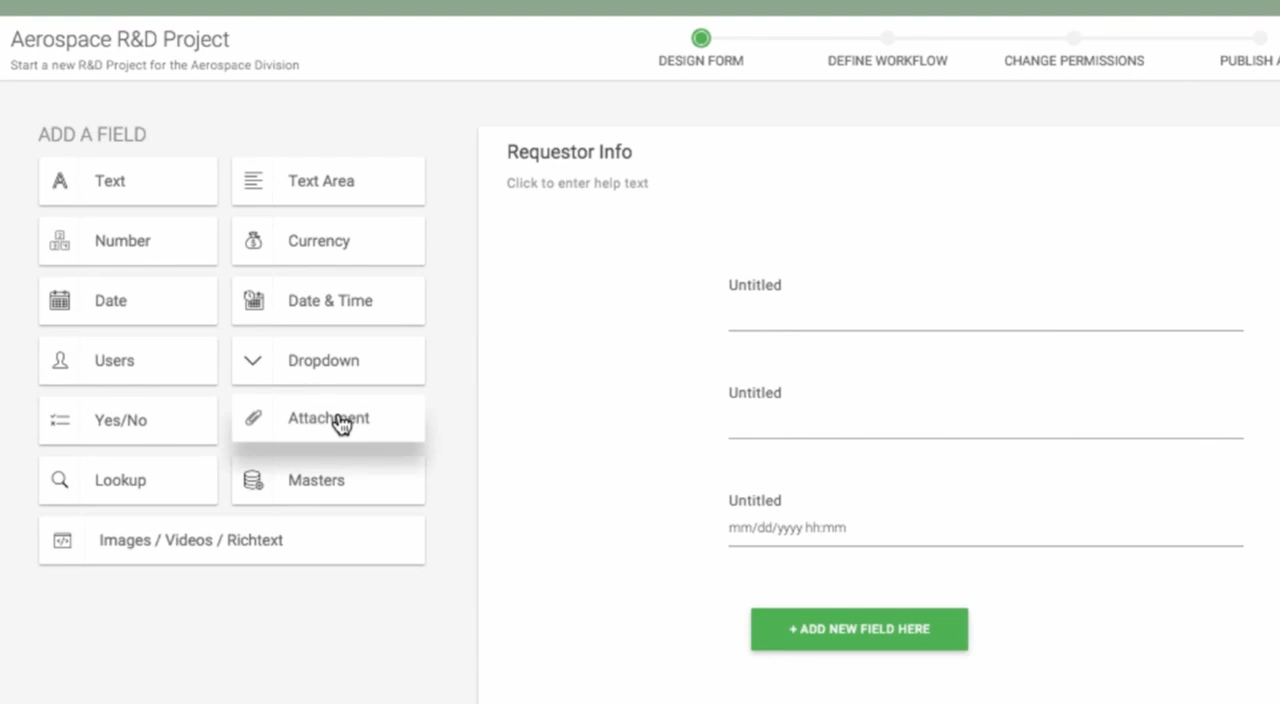 Aerospace R&D Project
Start a new R&D Project for the Aerospace Division
DESIGN FORM
DEFINE WORKFLOW
CHANGE PERMISSIONS
PUBLISH A
ADD A FIELD
Text
Text Area
Number
Currency
Date
Date & Time
Users
Dropdown
Yes/No
Attachment
Lookup
Masters
Images / Videos / Richtext
Requestor Info
Click to enter help text
Untitled
Untitled
Untitled
mm/dd/yyyy hh:mm
+ ADD NEW FIELD HERE